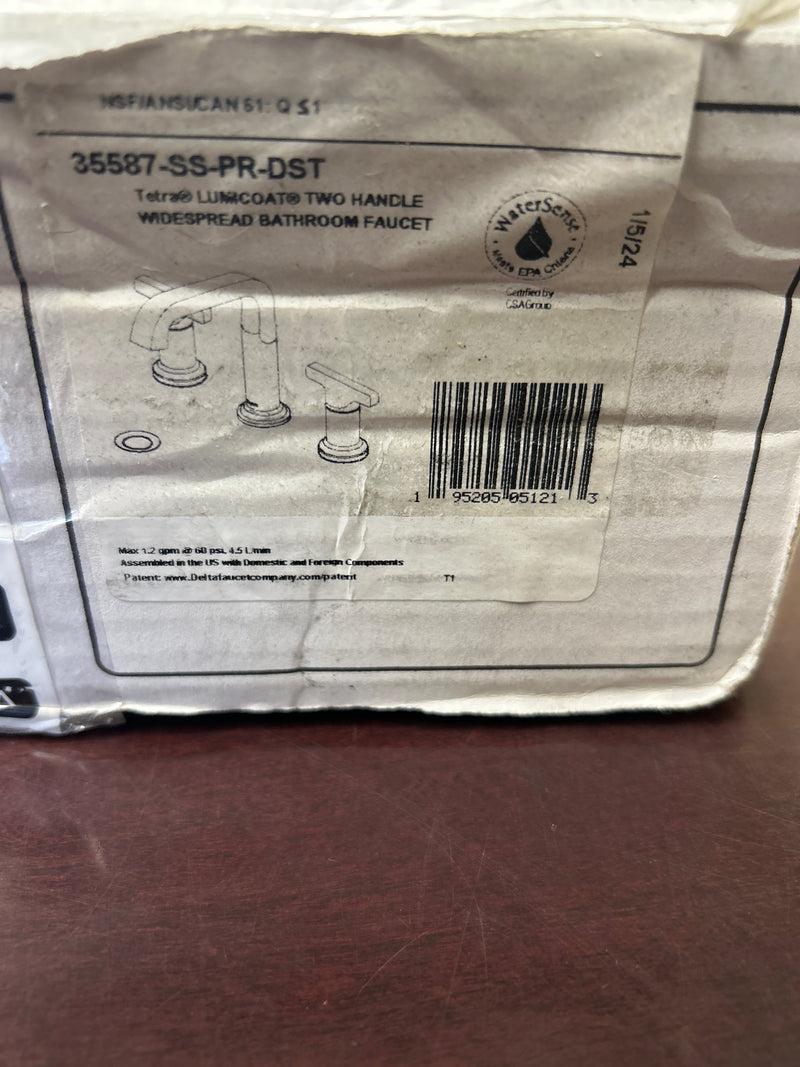 NSF/ANSI/CAN 61: Q ≤ 1
35587-SS-PR-DST
Tetra® LUMICOAT® TWO HANDLE
WIDESPREAD BATHROOM FAUCET
WaterSense
Meets EPA Criteria
Certified by
CSA Group
1/5/24
1 95205 05121 3
Max 1.2 gpm @ 60 psi, 4.5 L/min
Assembled in the US with Domestic and Foreign Components
Patent: www.Deltafaucetcompany.com/patent
T1